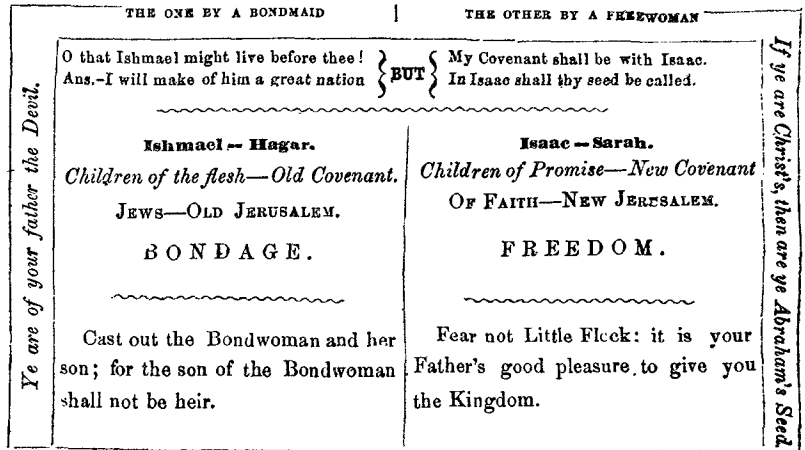 THE ONE BY A BONDMAID
THE OTHER BY A FREEWOMAN
Ye are of your father the Devil.
O that Ishmael might live before thee!
Ans.-I will make of him a great nation
BUT
My Covenant shall be with Isaac.
In Isaac shall thy seed be called.
Ishmael — Hagar.
Children of the flesh—Old Covenant.
JEWS—OLD JERUSALEM.
BONDAGE.
Cast out the Bondwoman and her
son; for the son of the Bondwoman
shall not be heir.
Isaac — Sarah.
Children of Promise—New Covenant
OF FAITH—NEW JERUSALEM.
FREEDOM.
Fear not Little Flock: it is your
Father's good pleasure to give you
the Kingdom.
If ye are Christ's, then are ye Abraham's Seed.